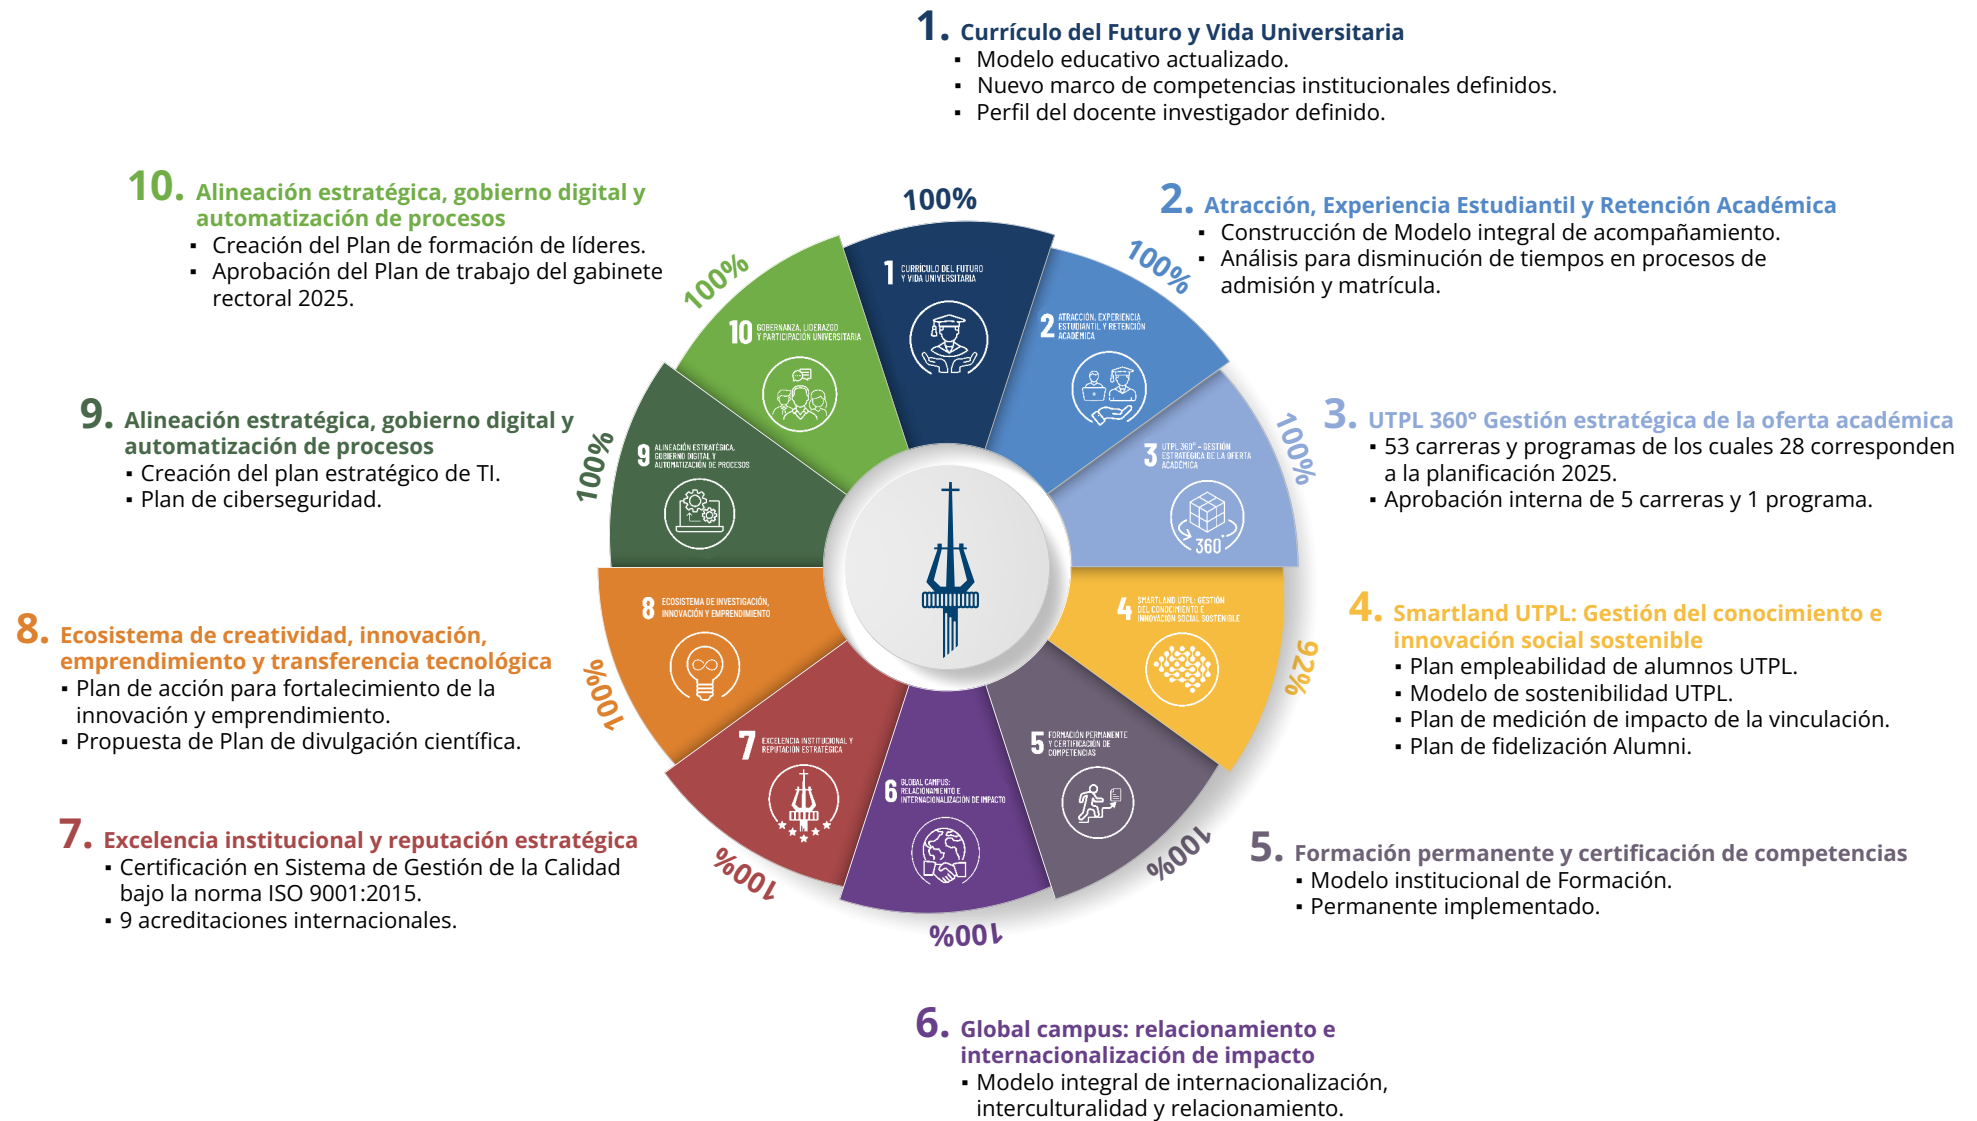 1. Currículo del Futuro y Vida Universitaria
▪ Modelo educativo actualizado.
▪ Nuevo marco de competencias institucionales definidos.
▪ Perfil del docente investigador definido.
2. Atracción, Experiencia Estudiantil y Retención Académica
▪ Construcción de Modelo integral de acompañamiento.
▪ Análisis para disminución de tiempos en procesos de
admisión y matrícula.
3. UTPL 360° Gestión estratégica de la oferta académica
▪ 53 carreras y programas de los cuales 28 corresponden
a la planificación 2025.
▪ Aprobación interna de 5 carreras y 1 programa.
4. Smartland UTPL: Gestión del conocimiento e
innovación social sostenible
▪ Plan empleabilidad de alumnos UTPL.
▪ Modelo de sostenibilidad UTPL.
▪ Plan de medición de impacto de la vinculación.
▪ Plan de fidelización Alumni.
5. Formación permanente y certificación de competencias
▪ Modelo institucional de Formación.
▪ Permanente implementado.
6. Global campus: relacionamiento e
internacionalización de impacto
▪ Modelo integral de internacionalización,
interculturalidad y relacionamiento.
7. Excelencia institucional y reputación estratégica
▪ Certificación en Sistema de Gestión de la Calidad
bajo la norma ISO 9001:2015.
▪ 9 acreditaciones internacionales.
8. Ecosistema de creatividad, innovación,
emprendimiento y transferencia tecnológica
▪ Plan de acción para fortalecimiento de la
innovación y emprendimiento.
▪ Propuesta de Plan de divulgación científica.
9. Alineación estratégica, gobierno digital y
automatización de procesos
▪ Creación del plan estratégico de TI.
▪ Plan de ciberseguridad.
10. Alineación estratégica, gobierno digital y
automatización de procesos
▪ Creación del Plan de formación de líderes.
▪ Aprobación del Plan de trabajo del gabinete
rectoral 2025.
100%
1 CURRÍCULO DEL FUTURO
Y VIDA UNIVERSITARIA
100%
2 ATRACCIÓN, EXPERIENCIA
ESTUDIANTIL Y RETENCIÓN
ACADÉMICA
100%
3 UTPL 360° - GESTIÓN
ESTRATÉGICA DE LA OFERTA
ACADÉMICA
360°
92%
4 SMARTLAND UTPL: GESTIÓN
DEL CONOCIMIENTO E
INNOVACIÓN SOCIAL SOSTENIBLE
100%
5 FORMACIÓN PERMANENTE
Y CERTIFICACIÓN DE
COMPETENCIAS
100%
6 GLOBAL CAMPUS:
RELACIONAMIENTO E
INTERNACIONALIZACIÓN DE IMPACTO
100%
7 EXCELENCIA INSTITUCIONAL Y
REPUTACIÓN ESTRATÉGICA
100%
8 ECOSISTEMA DE INVESTIGACIÓN,
INNOVACIÓN Y EMPRENDIMIENTO
100%
9 ALINEACIÓN ESTRATÉGICA,
GOBIERNO DIGITAL Y
AUTOMATIZACIÓN DE PROCESOS
100%
10 GOBERNANZA, LIDERAZGO
Y PARTICIPACIÓN UNIVERSITARIA